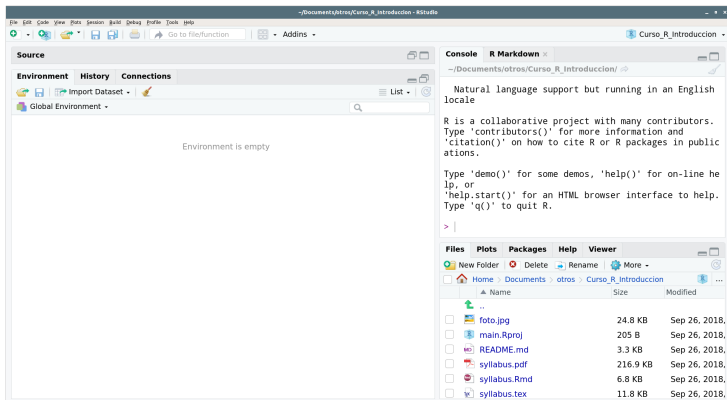 ~/Documents/otros/Curso_R_Introduccion - RStudio
File Edit Code View Plots Session Build Debug Profile Tools Help
Go to file/function
Addins
Curso_R_Introduccion
Source
Environment History Connections
Import Dataset
List
Global Environment
Environment is empty
Console R Markdown ×
~/Documents/otros/Curso_R_Introduccion/
Natural language support but running in an English
locale
R is a collaborative project with many contributors.
Type 'contributors()' for more information and
'citation()' on how to cite R or R packages in public
ations.
Type 'demo()' for some demos, 'help()' for on-line he
lp, or
'help.start()' for an HTML browser interface to help.
Type 'q()' to quit R.
>
Files Plots Packages Help Viewer
New Folder Delete Rename More
Home Documents otros Curso_R_Introduccion ...
Name Size Modified
..
foto.jpg 24.8 KB Sep 26, 2018,
main.Rproj 205 B Sep 26, 2018,
README.md 3.3 KB Sep 26, 2018,
syllabus.pdf 216.9 KB Sep 26, 2018,
syllabus.Rmd 6.8 KB Sep 26, 2018,
syllabus.tex 11.8 KB Sep 26, 2018,